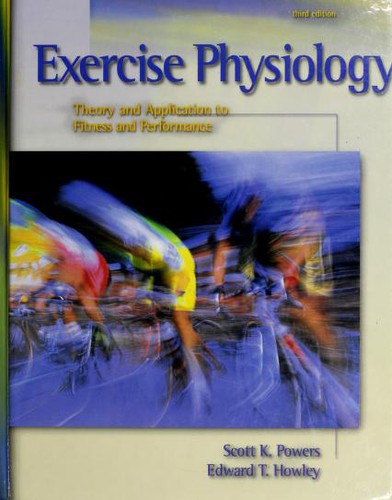 third edition
Exercise Physiology
Theory and Application to
Fitness and Performance
Scott K. Powers
Edward T. Howley